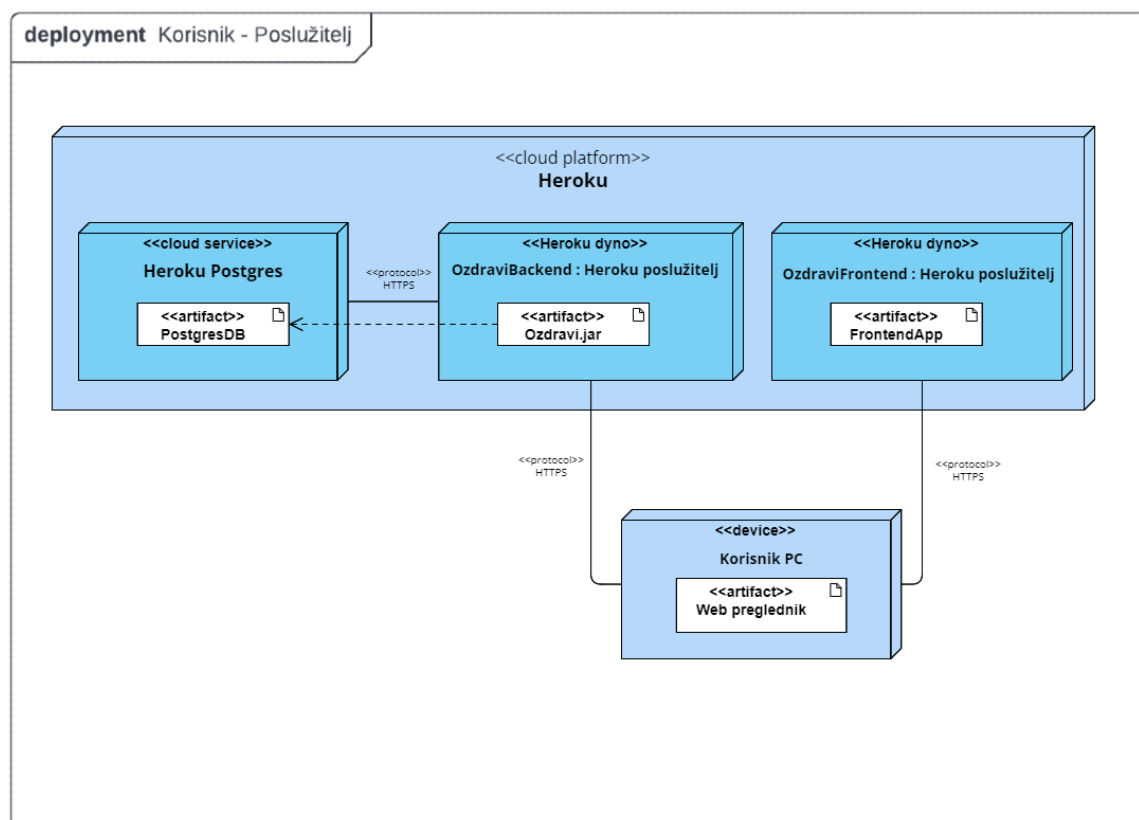 deployment Korisnik - Poslužitelj
<<cloud platform>>
Heroku
<<cloud service>>
Heroku Postgres
<<artifact>>
PostgresDB
<<protocol>>
HTTPS
<<Heroku dyno>>
OzdraviBackend : Heroku poslužitelj
<<artifact>>
Ozdravi.jar
<<Heroku dyno>>
OzdraviFrontend : Heroku poslužitelj
<<artifact>>
FrontendApp
<<protocol>>
HTTPS
<<protocol>>
HTTPS
<<device>>
Korisnik PC
<<artifact>>
Web preglednik